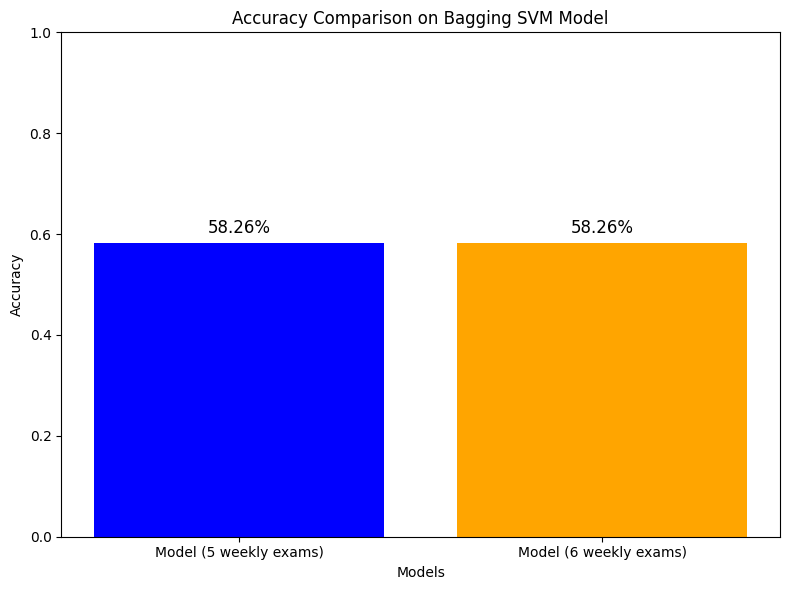 Accuracy Comparison on Bagging SVM Model
1.0
0.8
0.6
0.4
0.2
0.0
Accuracy
58.26%
58.26%
Model (5 weekly exams)
Model (6 weekly exams)
Models